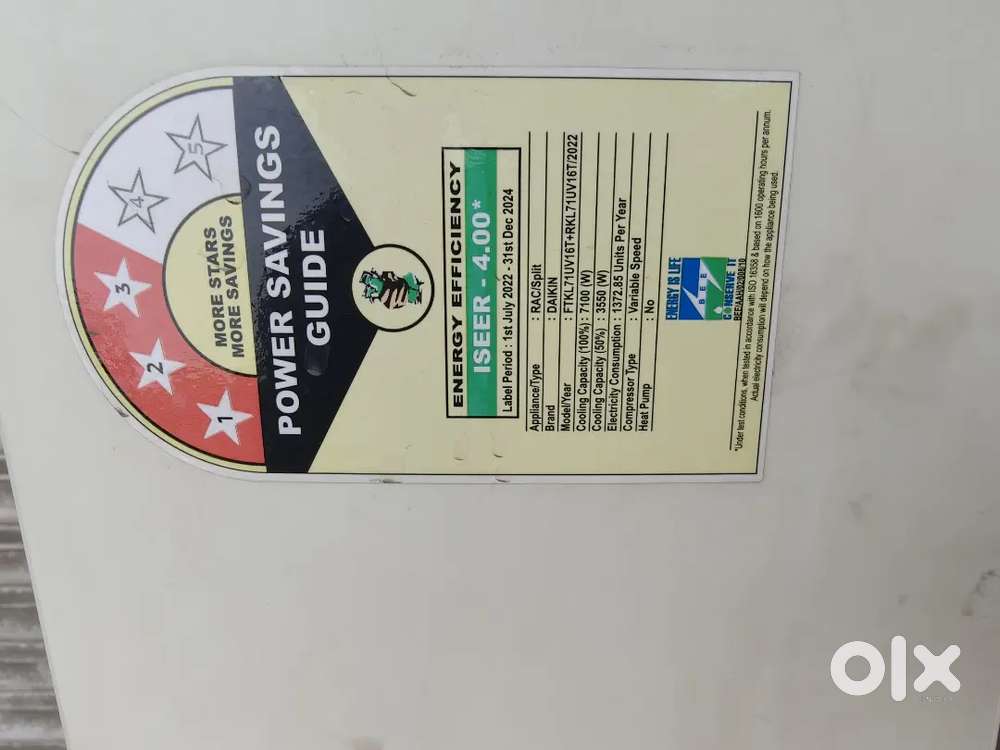 1
2
3
4
5
MORE STARS
MORE SAVINGS
POWER SAVINGS
GUIDE
ENERGY EFFICIENCY
ISEER - 4.00*
Label Period : 1st July 2022 - 31st Dec 2024
Appliance/Type : RAC/Split
Brand : DAIKIN
Model/Year : FTKL71UV16T+RKL71UV16T/2022
Cooling Capacity (100%) : 7100 (W)
Cooling Capacity (50%) : 3550 (W)
Electricity Consumption : 1372.85 Units Per Year
Compressor Type : Variable Speed
Heat Pump : No
ENERGY IS LIFE
BEE
CONSERVE IT
*Under test conditions, when tested in accordance with ISO 16358 & based on 1600 operating hours per annum.
Actual electricity consumption will depend on how the appliance being used.
olx